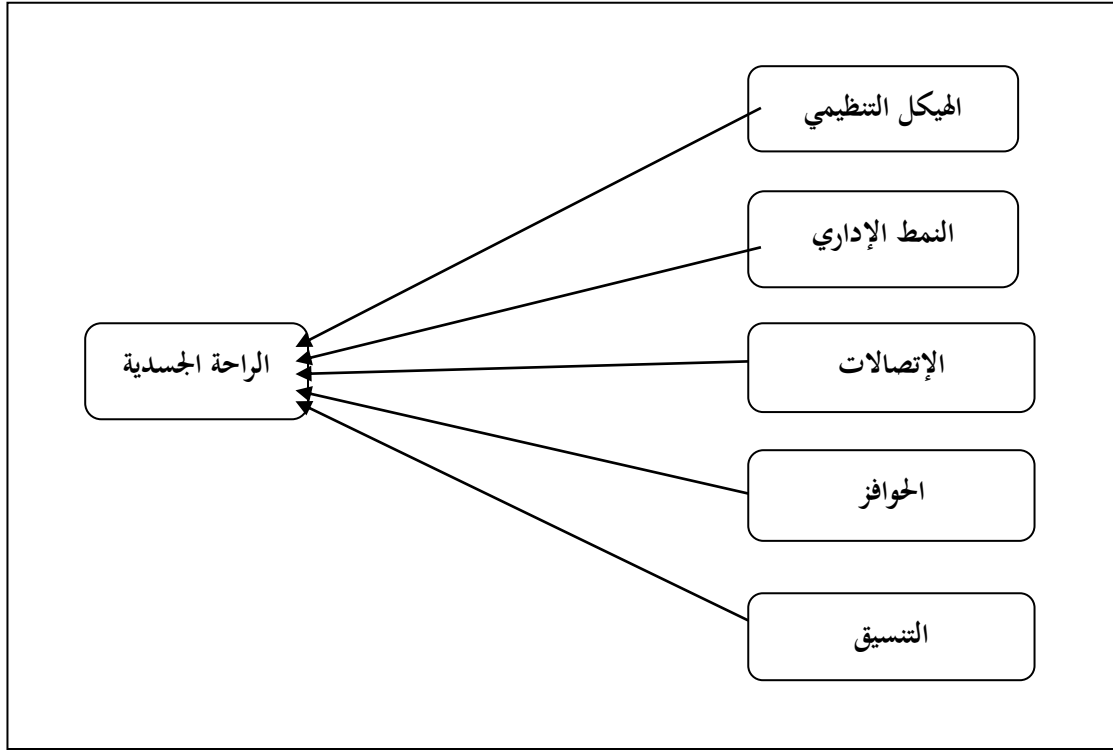 الهيكل التنظيمي
النمط الإداري
الراحة الجسدية
الإتصالات
الحوافز
التنسيق